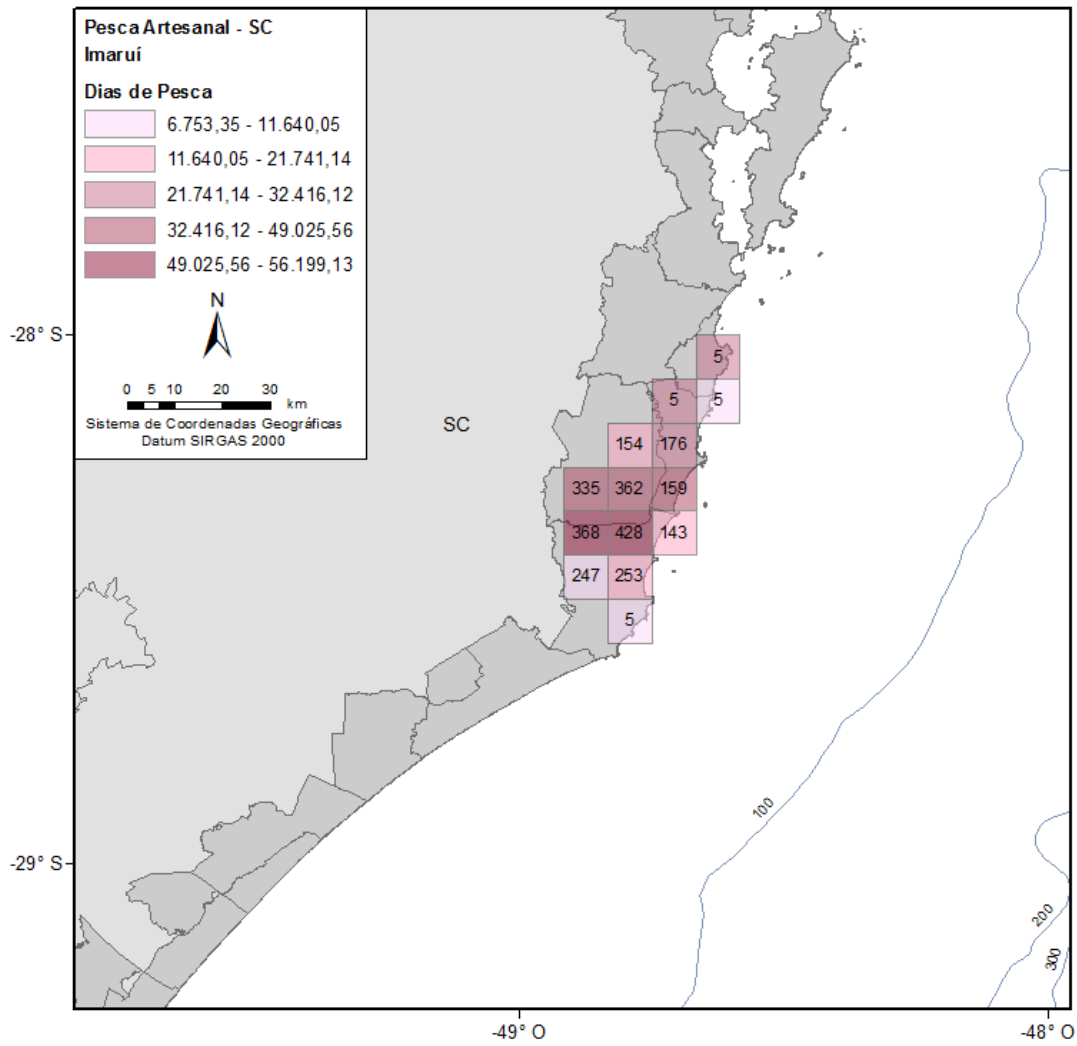 Pesca Artesanal - SC
Imaruí
Dias de Pesca
6.753,35 - 11.640,05
11.640,05 - 21.741,14
21.741,14 - 32.416,12
32.416,12 - 49.025,56
49.025,56 - 56.199,13
N
0 5 10 20 30
km
Sistema de Coordenadas Geográficas
Datum SIRGAS 2000
-28° S
SC
5
5 5
154 176
335 362 159
368 428 143
247 253
5
100
-29° S
200
300
-49° O
-48° O